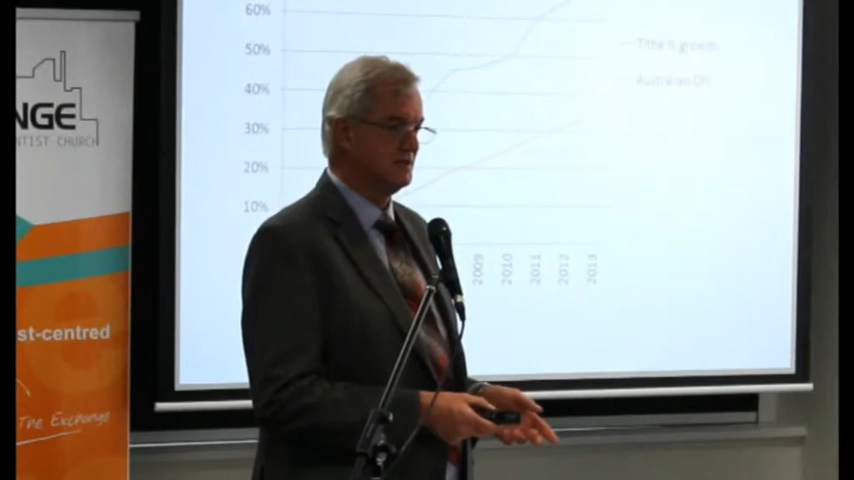 NGE
NTIST CHURCH
st-centred
The Exchange
60%
50%
40%
30%
20%
10%
2009
2010
2011
2012
2013
Tithe % growth
Australian CPI